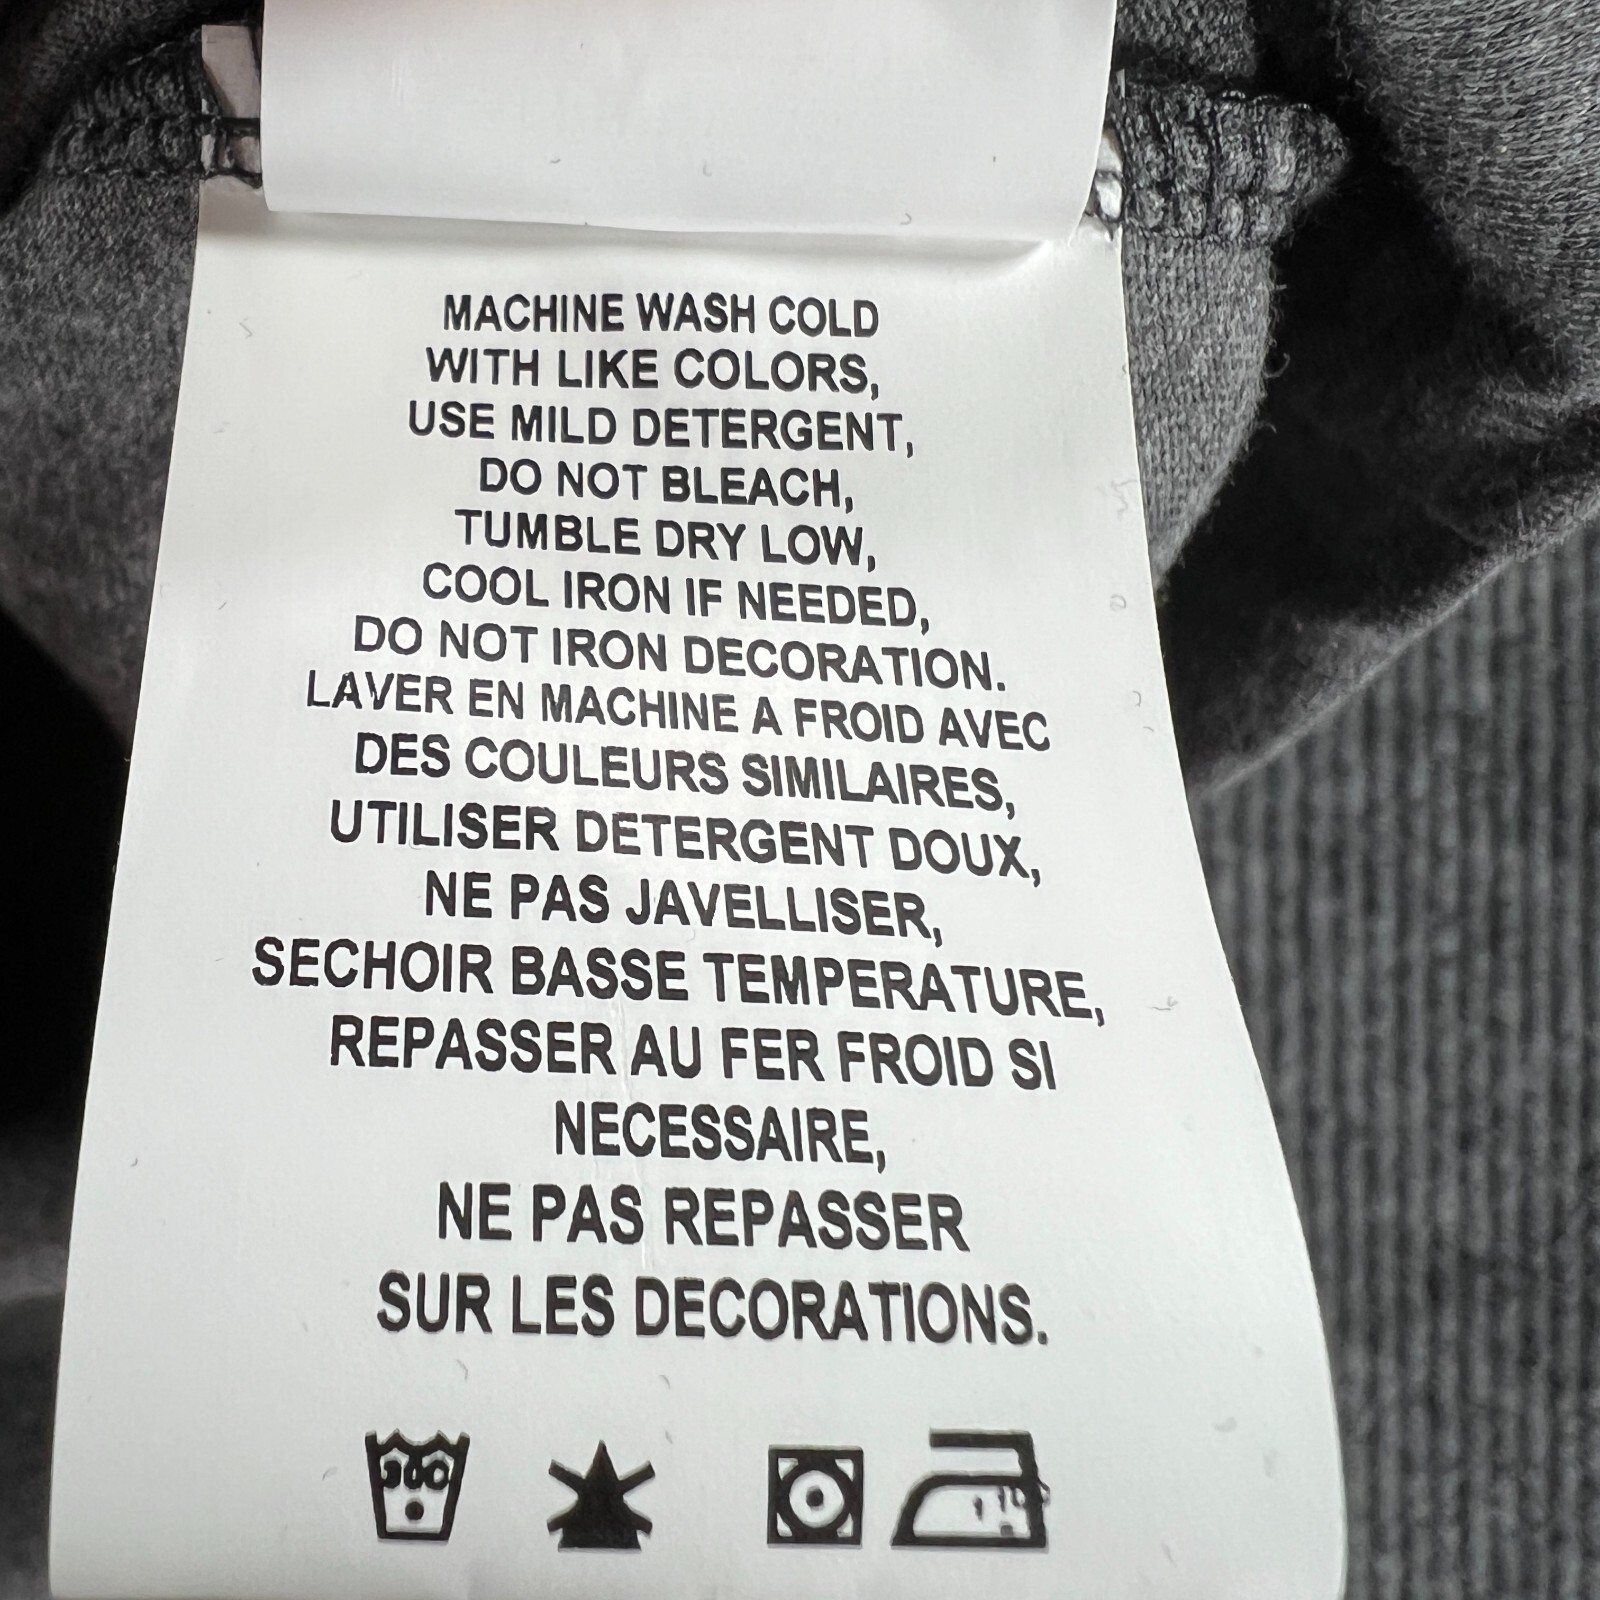 MACHINE WASH COLD
WITH LIKE COLORS,
USE MILD DETERGENT,
DO NOT BLEACH,
TUMBLE DRY LOW,
COOL IRON IF NEEDED,
DO NOT IRON DECORATION.
LAVER EN MACHINE A FROID AVEC
DES COULEURS SIMILAIRES,
UTILISER DETERGENT DOUX,
NE PAS JAVELLISER,
SECHOIR BASSE TEMPERATURE,
REPASSER AU FER FROID SI
NECESSAIRE,
NE PAS REPASSER
SUR LES DECORATIONS.